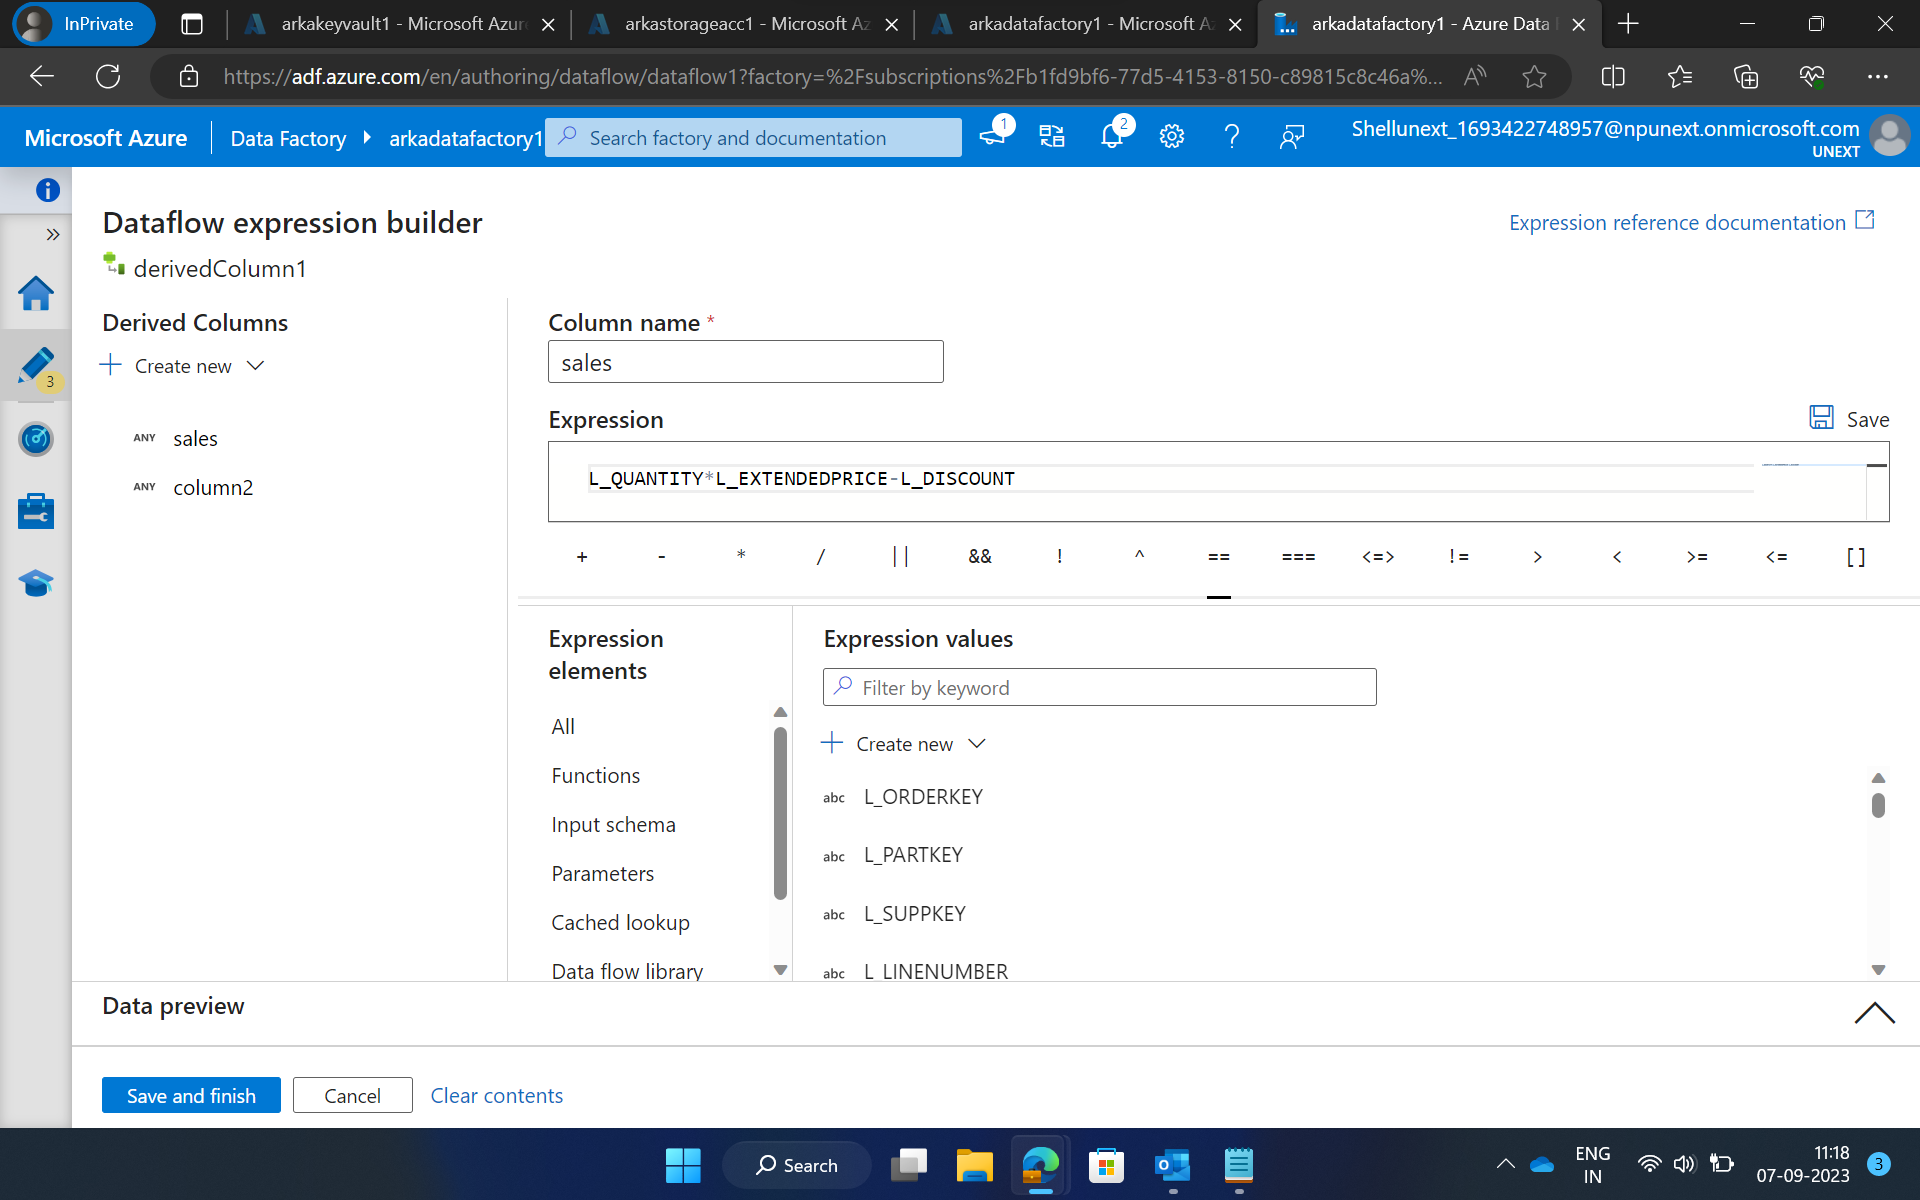 InPrivate
arkakeyvault1 - Microsoft Azur
arkastorageacc1 - Microsoft Az
arkadatafactory1 - Microsoft Az
arkadatafactory1 - Azure Data
https://adf.azure.com/en/authoring/dataflow/dataflow1?factory=%2Fsubscriptions%2Fb1fd9bf6-77d5-4153-8150-c89815c8c46a%...
Microsoft Azure
Data Factory
arkadatafactory1
Search factory and documentation
1
2
Shellunext_1693422748957@npunext.onmicrosoft.com
UNEXT
Dataflow expression builder
Expression reference documentation
derivedColumn1
3
Derived Columns
Create new
ANY sales
ANY column2
Column name *
sales
Expression
Save
L_QUANTITY*L_EXTENDEDPRICE-L_DISCOUNT
+ - * / || && ! ^ == === <=> != > < >= <= []
Expression
elements
All
Functions
Input schema
Parameters
Cached lookup
Data flow library
Expression values
Filter by keyword
Create new
abc L_ORDERKEY
abc L_PARTKEY
abc L_SUPPKEY
abc L_LINENUMBER
Data preview
Save and finish
Cancel
Clear contents
Search
ENG
IN
11:18
07-09-2023
3